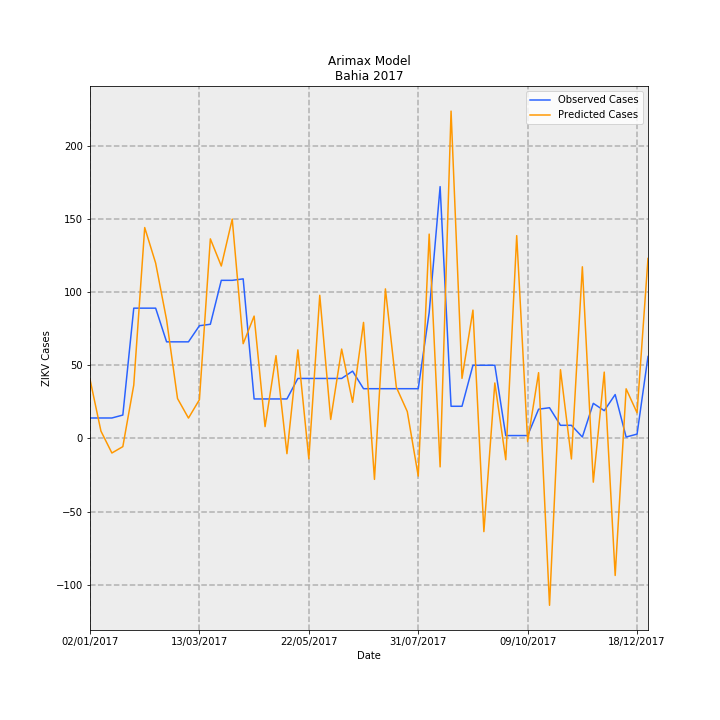 Arimax Model
Bahia 2017
Observed Cases
Predicted Cases
ZIKV Cases
200
150
100
50
0
−50
−100
02/01/2017
13/03/2017
22/05/2017
31/07/2017
09/10/2017
18/12/2017
Date